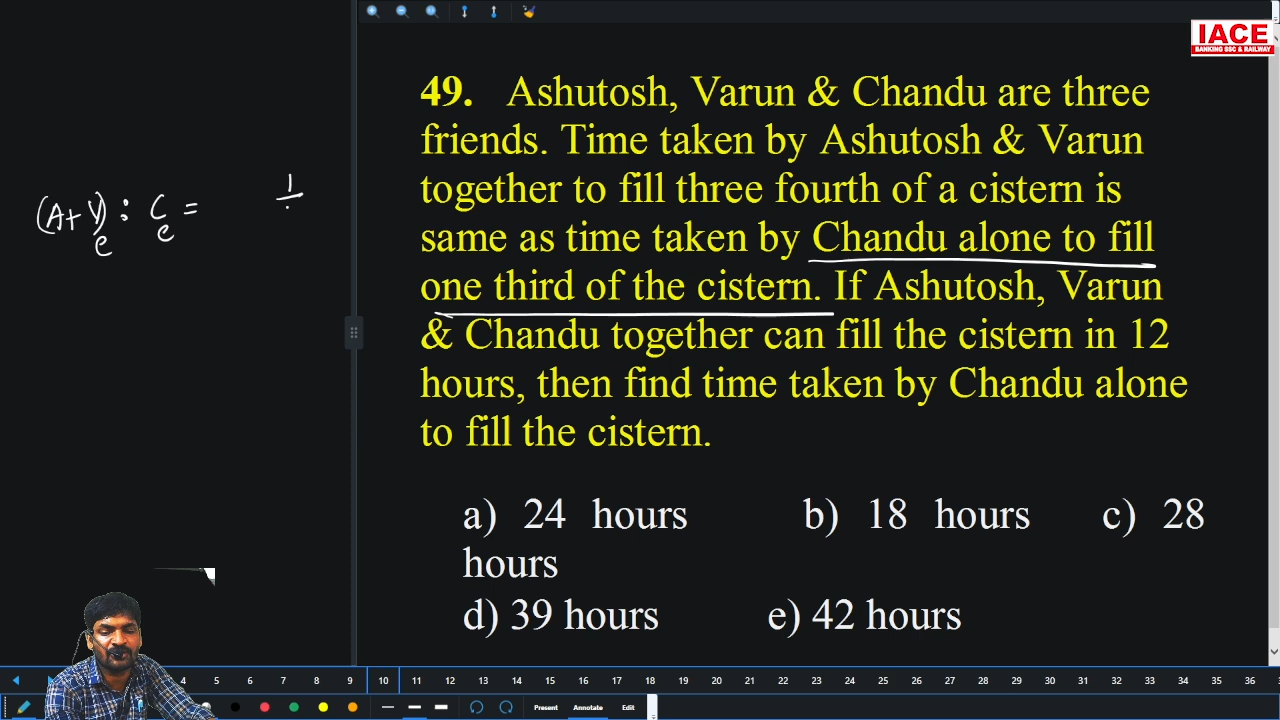 IACE
BANKING SSC & RAILWAY
49. Ashutosh, Varun & Chandu are three
friends. Time taken by Ashutosh & Varun
together to fill three fourth of a cistern is
same as time taken by Chandu alone to fill
one third of the cistern. If Ashutosh, Varun
& Chandu together can fill the cistern in 12
hours, then find time taken by Chandu alone
to fill the cistern.
(A+V)e : Ce = 1
a) 24 hours b) 18 hours c) 28
hours
d) 39 hours e) 42 hours
4 5 6 7 8 9 10 11 12 13 14 15 16 17 18 19 20 21 22 23 24 25 26 27 28 29 30 31 32 33 34 35 36
Present Annotate Edit